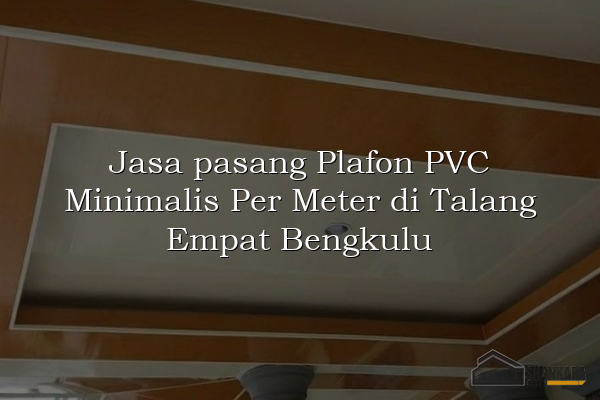 Jasa pasang Plafon PVC
Minimalis Per Meter di Talang
Empat Bengkulu